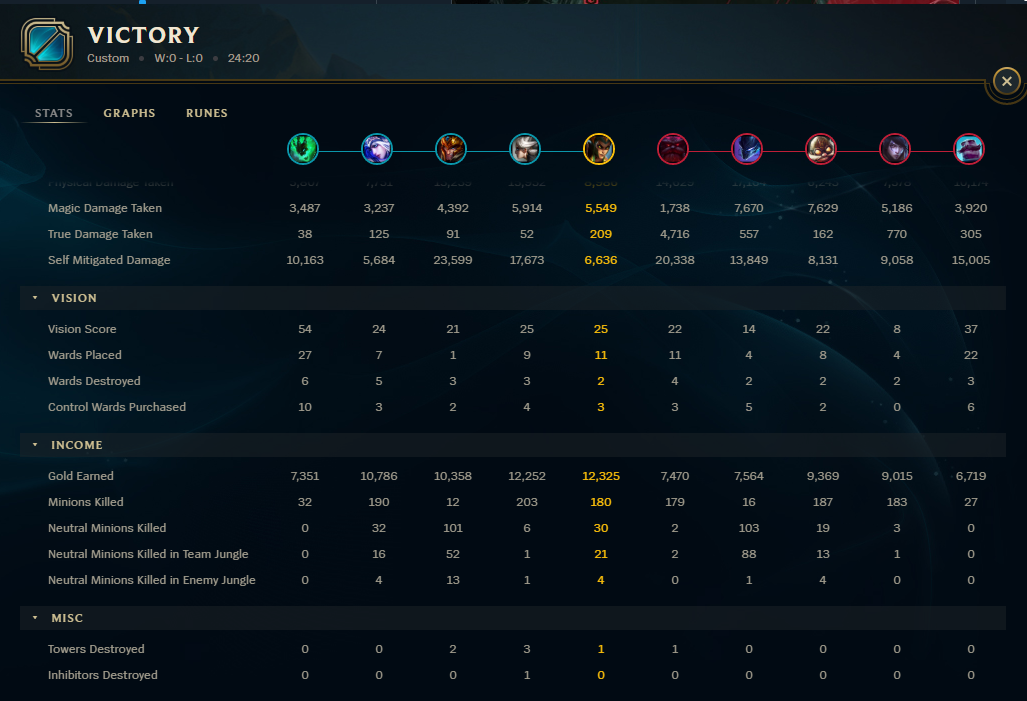 VICTORY
Custom • W:0 - L:0 • 24:20
STATS GRAPHS RUNES
Physical Damage Taken
Magic Damage Taken 3,487 3,237 4,392 5,914 5,549 1,738 7,670 7,629 5,186 3,920
True Damage Taken 38 125 91 52 209 4,716 557 162 770 305
Self Mitigated Damage 10,163 5,684 23,599 17,673 6,636 20,338 13,849 8,131 9,058 15,005
VISION
Vision Score 54 24 21 25 25 22 14 22 8 37
Wards Placed 27 7 1 9 11 11 4 8 4 22
Wards Destroyed 6 5 3 3 2 4 2 2 2 3
Control Wards Purchased 10 3 2 4 3 3 5 2 0 6
INCOME
Gold Earned 7,351 10,786 10,358 12,252 12,325 7,470 7,564 9,369 9,015 6,719
Minions Killed 32 190 12 203 180 179 16 187 183 27
Neutral Minions Killed 0 32 101 6 30 2 103 19 3 0
Neutral Minions Killed in Team Jungle 0 16 52 1 21 2 88 13 1 0
Neutral Minions Killed in Enemy Jungle 0 4 13 1 4 0 1 4 0 0
MISC
Towers Destroyed 0 0 2 3 1 1 0 0 0 0
Inhibitors Destroyed 0 0 0 1 0 0 0 0 0 0